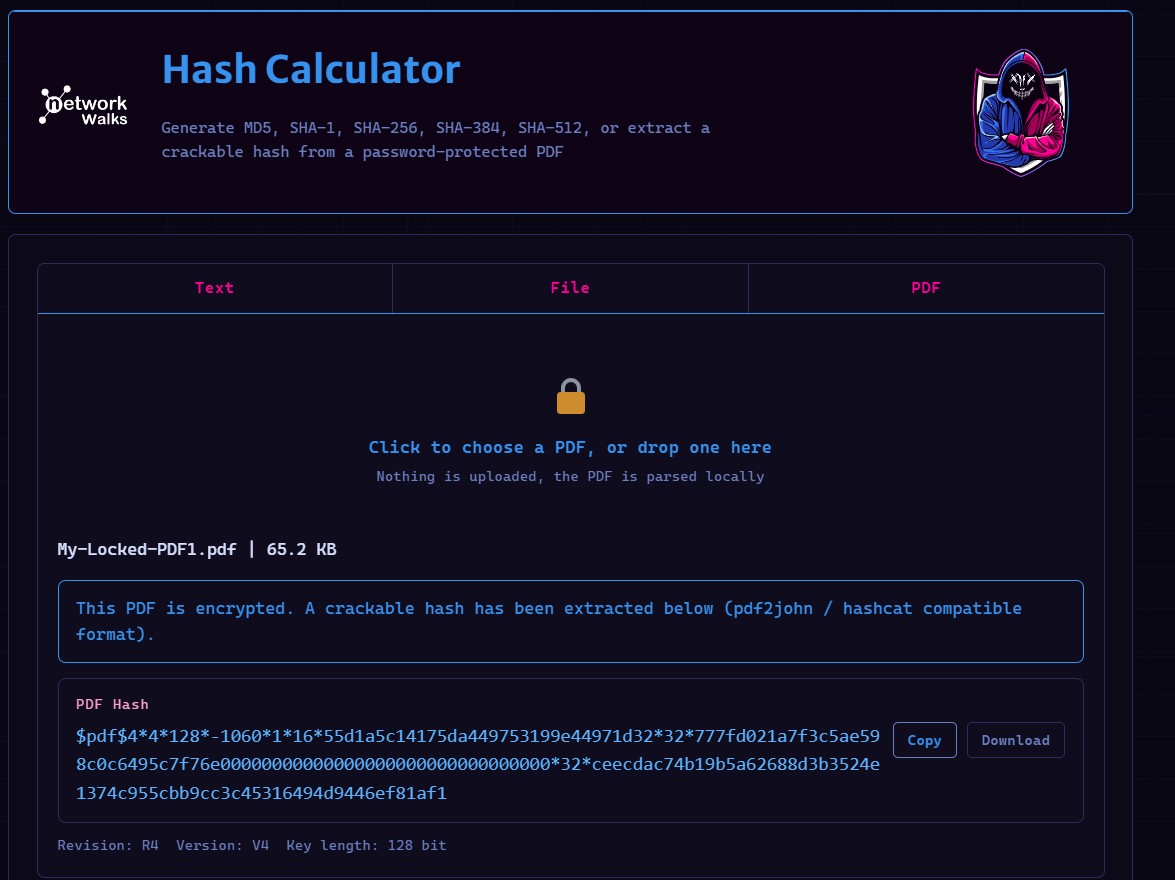 network
Walks
Hash Calculator
Generate MD5, SHA-1, SHA-256, SHA-384, SHA-512, or extract a
crackable hash from a password-protected PDF
Text
File
PDF
Click to choose a PDF, or drop one here
Nothing is uploaded, the PDF is parsed locally
My-Locked-PDF1.pdf | 65.2 KB
This PDF is encrypted. A crackable hash has been extracted below (pdf2john / hashcat compatible
format).
PDF Hash
$pdf$4*4*128*-1060*1*16*55d1a5c14175da449753199e44971d32*32*777fd021a7f3c5ae59
8c0c6495c7f76e00000000000000000000000000000000*32*ceecdac74b19b5a62688d3b3524e
1374c955cbb9cc3c45316494d9446ef81af1
Copy
Download
Revision: R4 Version: V4 Key length: 128 bit